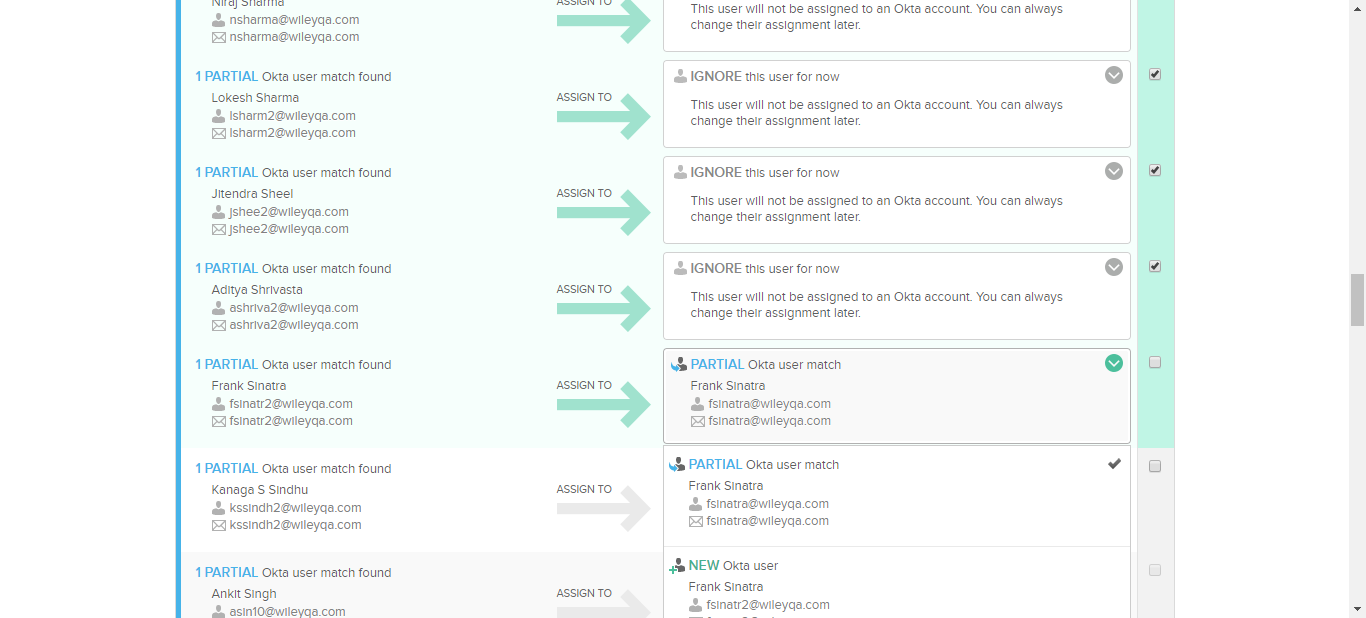 Niraj Sharma
nsharma@wileyqa.com
nsharma@wileyqa.com
ASSIGN TO
This user will not be assigned to an Okta account. You can always
change their assignment later.
1 PARTIAL Okta user match found
Lokesh Sharma
lsharm2@wileyqa.com
lsharm2@wileyqa.com
ASSIGN TO
IGNORE this user for now
This user will not be assigned to an Okta account. You can always
change their assignment later.
1 PARTIAL Okta user match found
Jitendra Sheel
jshee2@wileyqa.com
jshee2@wileyqa.com
ASSIGN TO
IGNORE this user for now
This user will not be assigned to an Okta account. You can always
change their assignment later.
1 PARTIAL Okta user match found
Aditya Shrivasta
ashriva2@wileyqa.com
ashriva2@wileyqa.com
ASSIGN TO
IGNORE this user for now
This user will not be assigned to an Okta account. You can always
change their assignment later.
1 PARTIAL Okta user match found
Frank Sinatra
fsinatr2@wileyqa.com
fsinatr2@wileyqa.com
ASSIGN TO
PARTIAL Okta user match
Frank Sinatra
fsinatra@wileyqa.com
fsinatra@wileyqa.com
1 PARTIAL Okta user match found
Kanaga S Sindhu
kssindh2@wileyqa.com
kssindh2@wileyqa.com
ASSIGN TO
PARTIAL Okta user match
Frank Sinatra
fsinatra@wileyqa.com
fsinatra@wileyqa.com
1 PARTIAL Okta user match found
Ankit Singh
asin10@wileyqa.com
ASSIGN TO
NEW Okta user
Frank Sinatra
fsinatr2@wileyqa.com